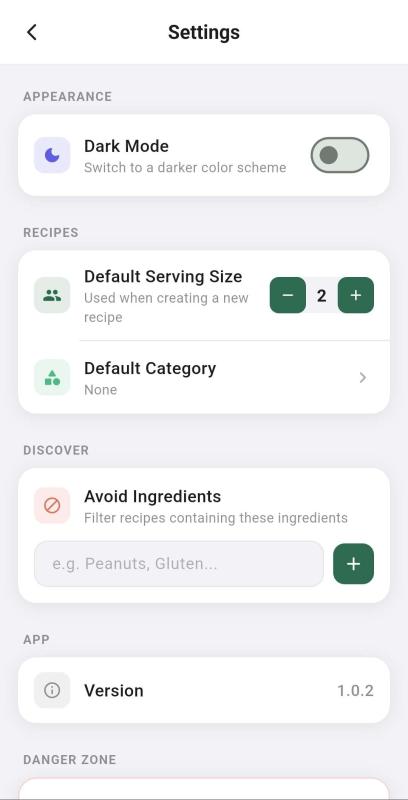 Settings
APPEARANCE
Dark Mode
Switch to a darker color scheme
RECIPES
Default Serving Size
Used when creating a new
recipe
− 2 +
Default Category
None
DISCOVER
Avoid Ingredients
Filter recipes containing these ingredients
e.g. Peanuts, Gluten...
+
APP
Version 1.0.2
DANGER ZONE